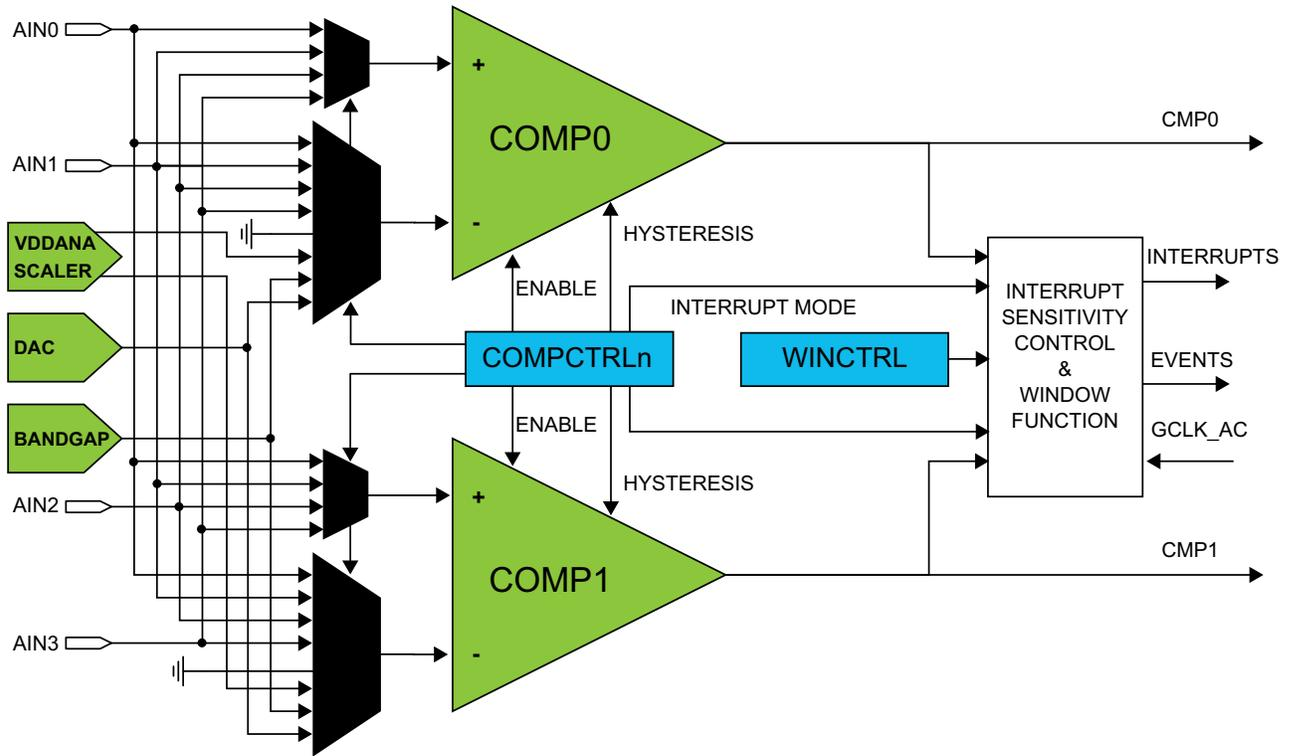 AIN0
+
COMP0
CMP0
AIN1
-
HYSTERESIS
VDDANA
SCALER
INTERRUPTS
ENABLE
INTERRUPT MODE
INTERRUPT
SENSITIVITY
CONTROL
&
WINDOW
FUNCTION
DAC
COMPCTRLn
WINCTRL
EVENTS
ENABLE
GCLK_AC
BANDGAP
HYSTERESIS
+
AIN2
CMP1
COMP1
AIN3
-